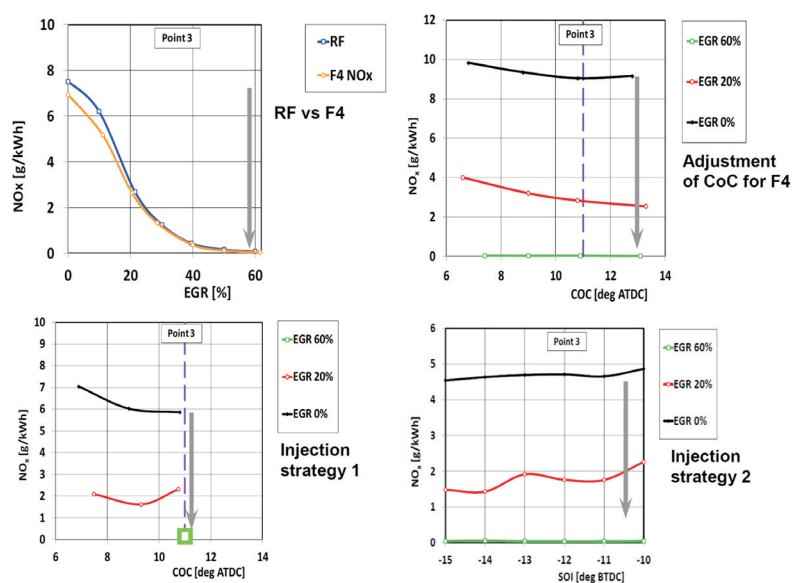 10
8
6
4
2
0
NOx [g/kWh]
Point 3
0 20 40 60
EGR [%]
RF
F4 NOx
RF vs F4
12
10
8
6
4
2
0
NOx [g/kWh]
Point 3
6 8 10 12 14
COC [deg ATDC]
EGR 60%
EGR 20%
EGR 0%
Adjustment
of CoC for F4
10
9
8
7
6
5
4
3
2
1
0
NOx [g/kWh]
Point 3
6 8 10 12 14
COC [deg ATDC]
EGR 60%
EGR 20%
EGR 0%
Injection
strategy 1
6
5
4
3
2
1
0
NOx [g/kWh]
Point 3
-15 -14 -13 -12 -11 -10
SOI [deg BTDC]
EGR 60%
EGR 20%
EGR 0%
Injection
strategy 2